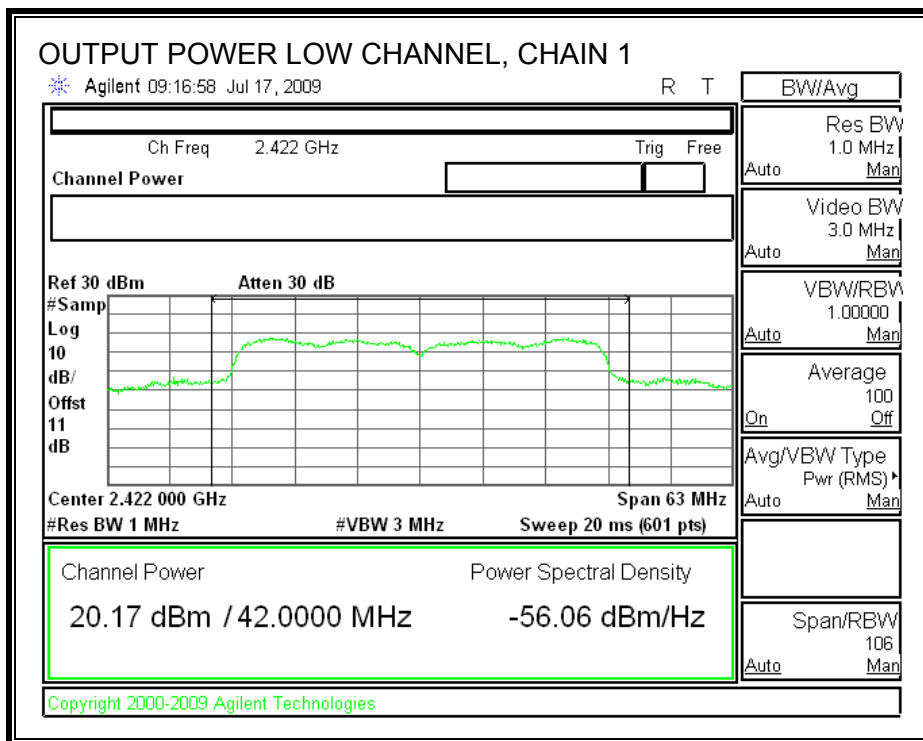 OUTPUT POWER LOW CHANNEL, CHAIN 1
Agilent 09:16:58 Jul 17, 2009 R T
Ch Freq 2.422 GHz Trig Free
Channel Power
Ref 30 dBm Atten 30 dB
#Samp
Log
10
dB/
Offst
11
dB
Center 2.422 000 GHz Span 63 MHz
#Res BW 1 MHz #VBW 3 MHz Sweep 20 ms (601 pts)
Channel Power Power Spectral Density
20.17 dBm / 42.0000 MHz -56.06 dBm/Hz
Copyright 2000-2009 Agilent Technologies
BW/Avg
Res BW
1.0 MHz
Auto Man
Video BW
3.0 MHz
Auto Man
VBW/RBW
1.00000
Auto Man
Average
100
On Off
Avg/VBW Type
Pwr (RMS)
Auto Man
Span/RBW
106
Auto Man